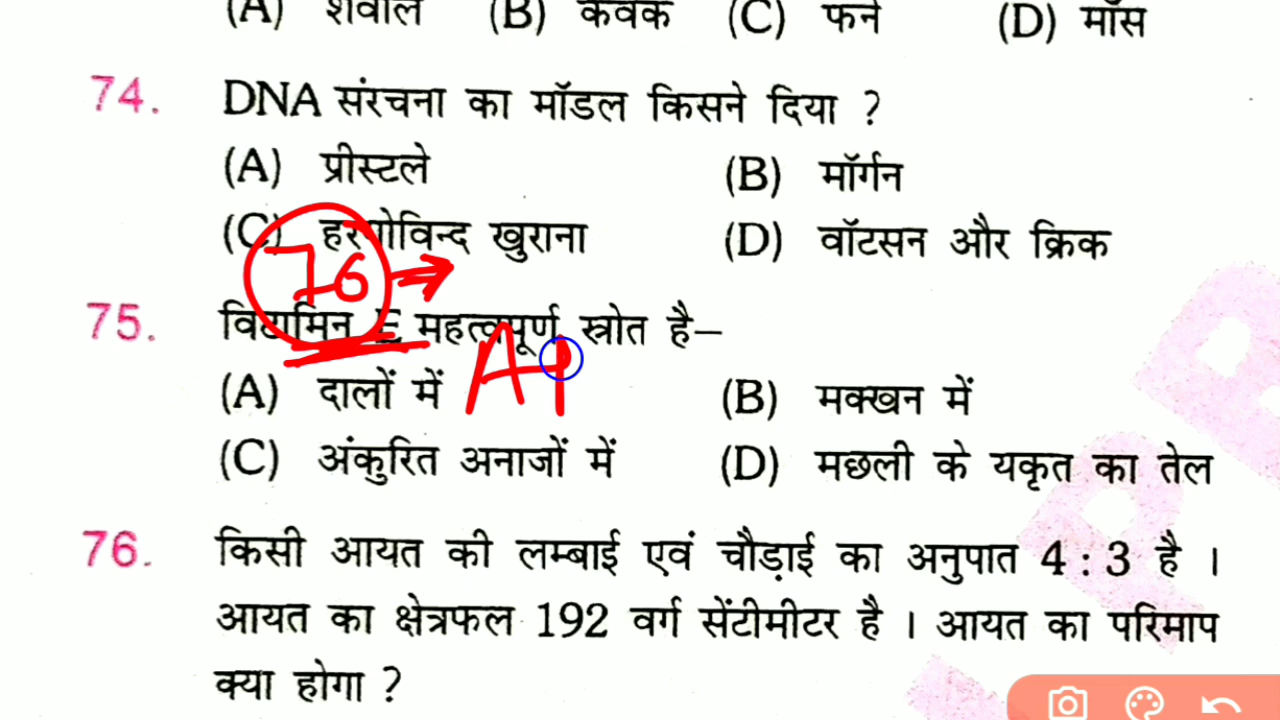 (A) शैवाल (B) कवक (C) फर्न (D) मॉस
74. DNA संरचना का मॉडल किसने दिया ?
(A) प्रीस्टले (B) मॉर्गन
(C) हरगोविन्द खुराना (D) वॉटसन और क्रिक
76
75. विटामिन E महत्वपूर्ण स्रोत है–
(A) दालों में (B) मक्खन में
(C) अंकुरित अनाजों में (D) मछली के यकृत का तेल
76. किसी आयत की लम्बाई एवं चौड़ाई का अनुपात 4 : 3 है ।
आयत का क्षेत्रफल 192 वर्ग सेंटीमीटर है । आयत का परिमाप
क्या होगा ?